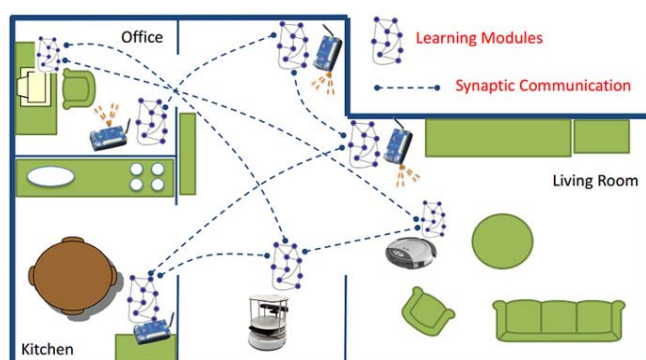 Office
Learning Modules
Synaptic Communication
Living Room
Kitchen